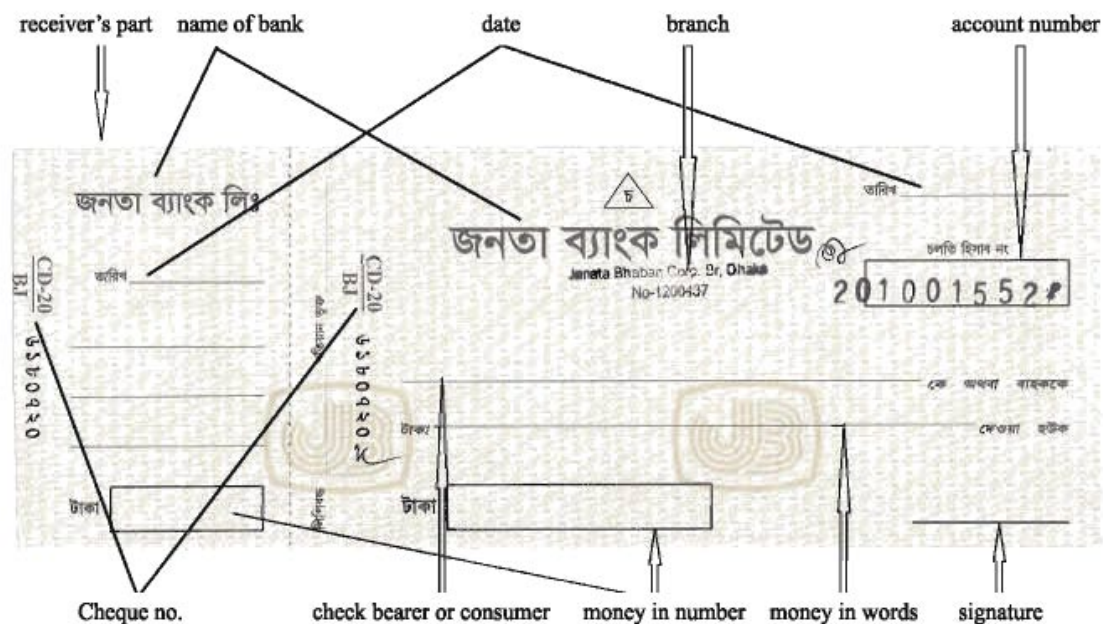 receiver's part name of bank date branch account number
জনতা ব্যাংক লিঃ
তারিখ
CD-20
BJ
টাকা
CD-20
BJ
চ
জনতা ব্যাংক লিমিটেড
Janata Bhaban Corp. Br, Dhaka
No-1200437
তারিখ
চলতি হিসাব নং
201001552
কে অথবা বাহককে
টাকা
দেওয়া হউক
টাকা
Cheque no. check bearer or consumer money in number money in words signature